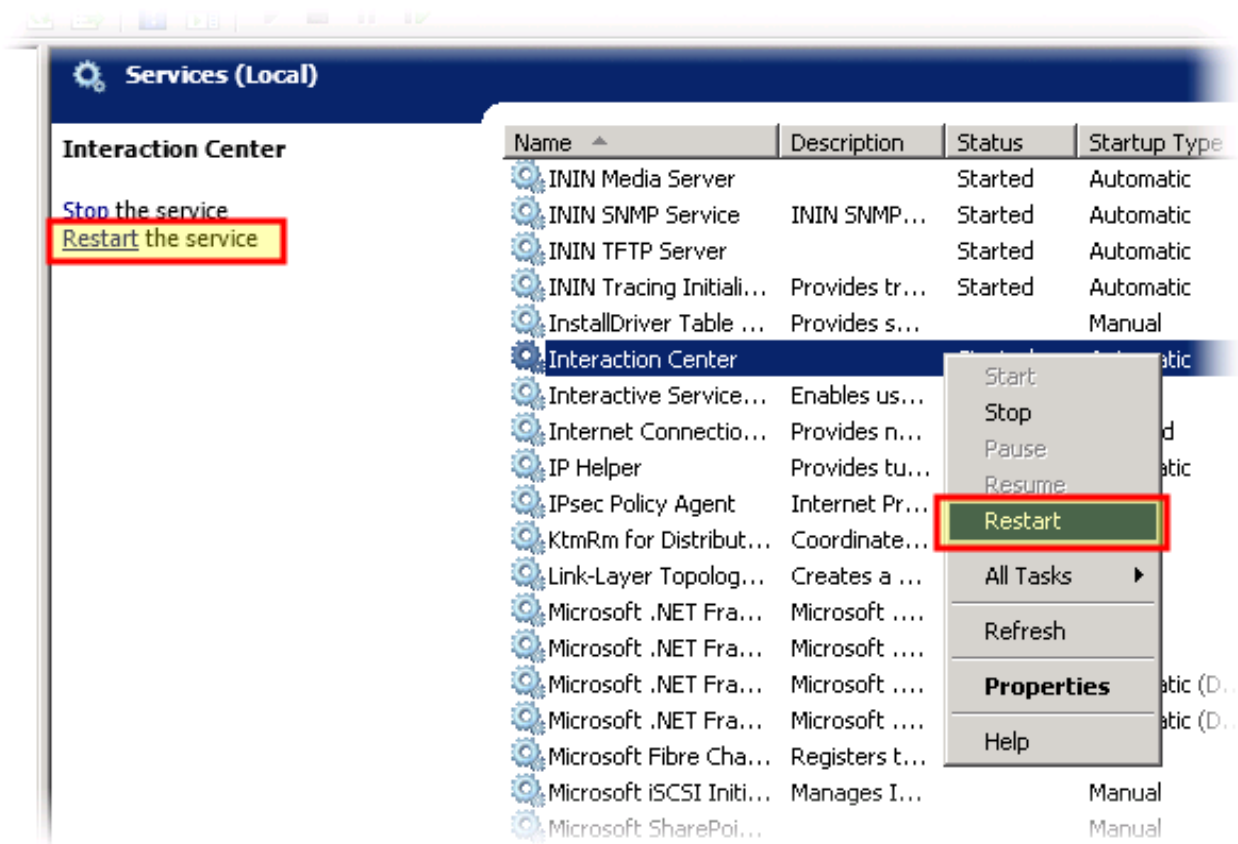 Services (Local)
Interaction Center
Stop the service
Restart the service
Name Description Status Startup Type
ININ Media Server Started Automatic
ININ SNMP Service ININ SNMP... Started Automatic
ININ TFTP Server Started Automatic
ININ Tracing Initiali... Provides tr... Started Automatic
InstallDriver Table ... Provides s... Manual
Interaction Center atic
Interactive Service... Enables us...
Internet Connectio... Provides n... d
IP Helper Provides tu... atic
IPsec Policy Agent Internet Pr...
KtmRm for Distribut... Coordinate...
Link-Layer Topolog... Creates a ...
Microsoft .NET Fra... Microsoft ....
Microsoft .NET Fra... Microsoft ....
Microsoft .NET Fra... Microsoft .... atic (D...
Microsoft .NET Fra... Microsoft .... atic (D...
Microsoft Fibre Cha... Registers t...
Microsoft iSCSI Initi... Manages I... Manual
Microsoft SharePoi... Manual
Start
Stop
Pause
Resume
Restart
All Tasks
Refresh
Properties
Help